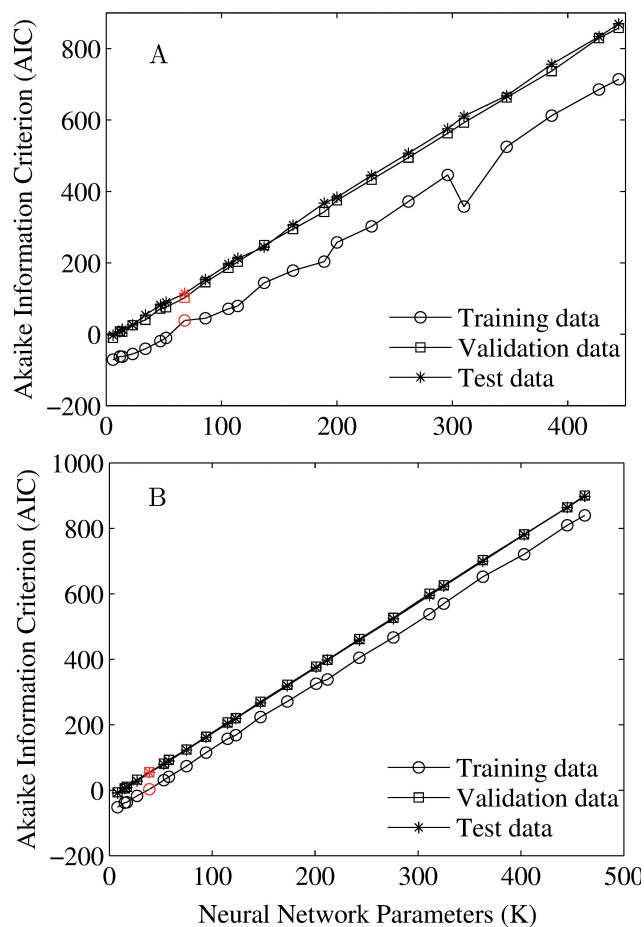 A
Akaike Information Criterion (AIC)
800
600
400
200
0
−200
Training data
Validation data
Test data
0 100 200 300 400
B
Akaike Information Criterion (AIC)
1000
800
600
400
200
0
−200
Training data
Validation data
Test data
0 100 200 300 400 500
Neural Network Parameters (K)